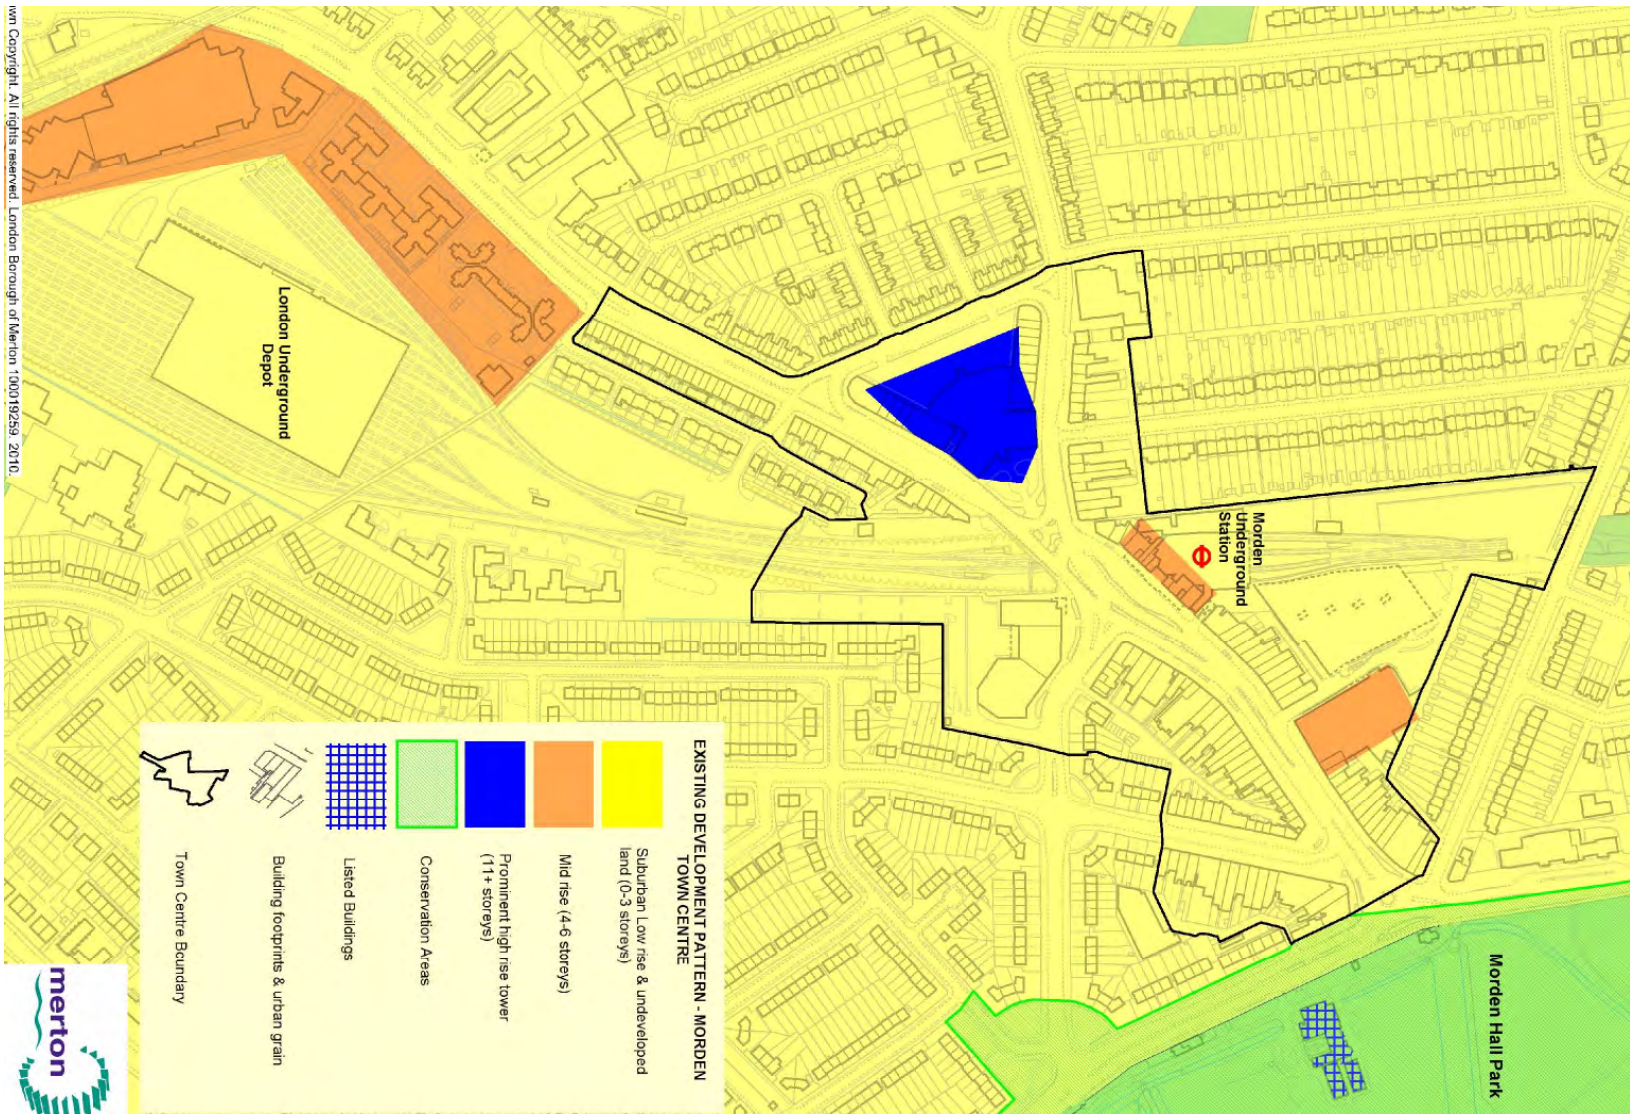 EXISTING DEVELOPMENT PATTERN - MORDEN
TOWN CENTRE
Suburban Low rise & undeveloped
land (0-3 storeys)
Mid rise (4-6 storeys)
Prominent high rise tower
(11+ storeys)
Conservation Areas
Listed Buildings
Building footprints & urban grain
Town Centre Boundary
Morden Hall Park
Morden
Underground
Station
London Underground
Depot
merton
wn Copyright. All rights reserved. London Borough of Merton 100019259. 2010.